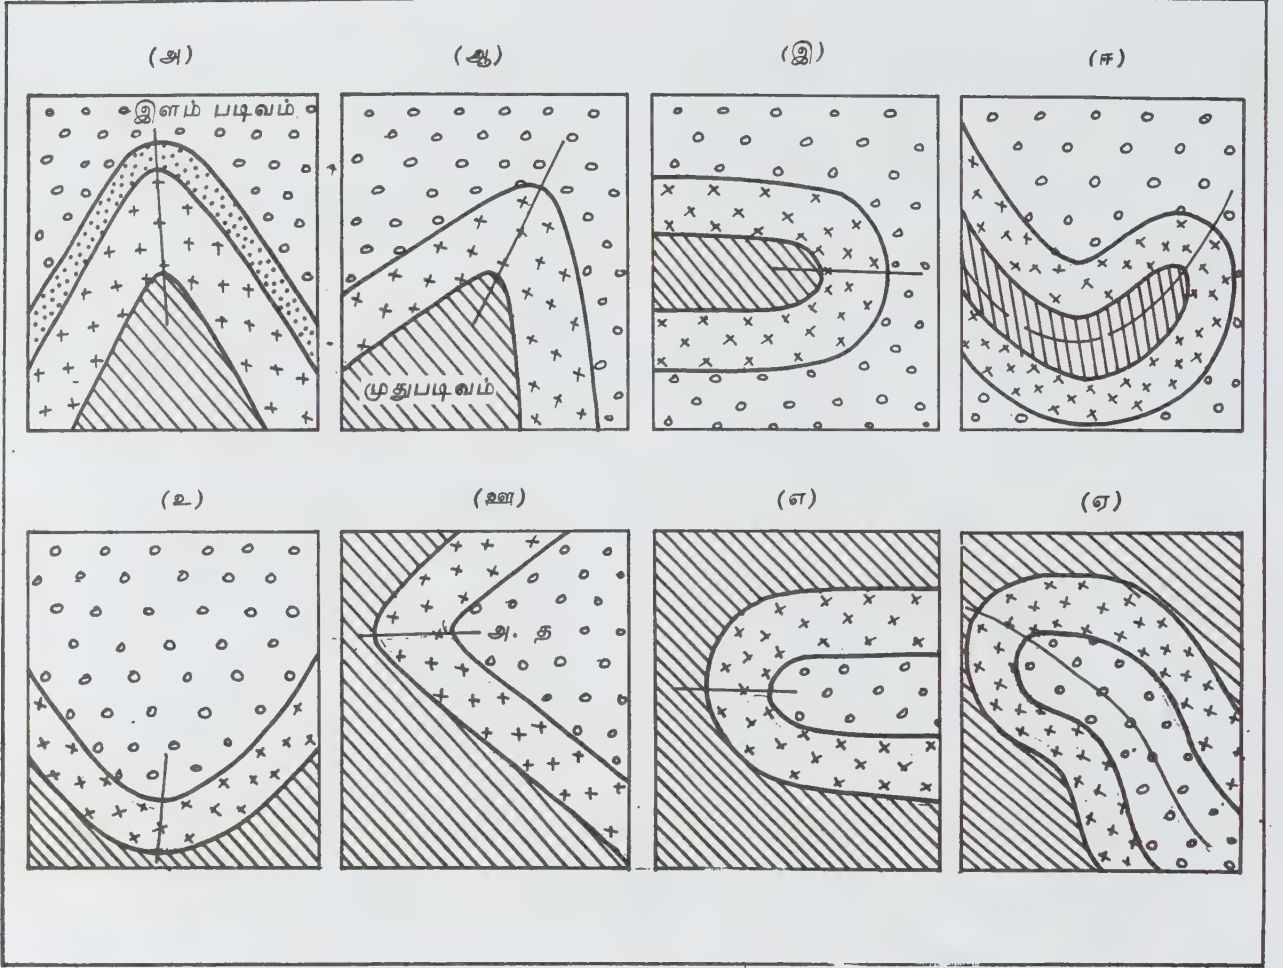 (அ)
(ஆ)
(இ)
(ஈ)
இளம் படிவம்
முதுபடிவம்
(உ)
(ஊ)
(எ)
(ஏ)
அ. த